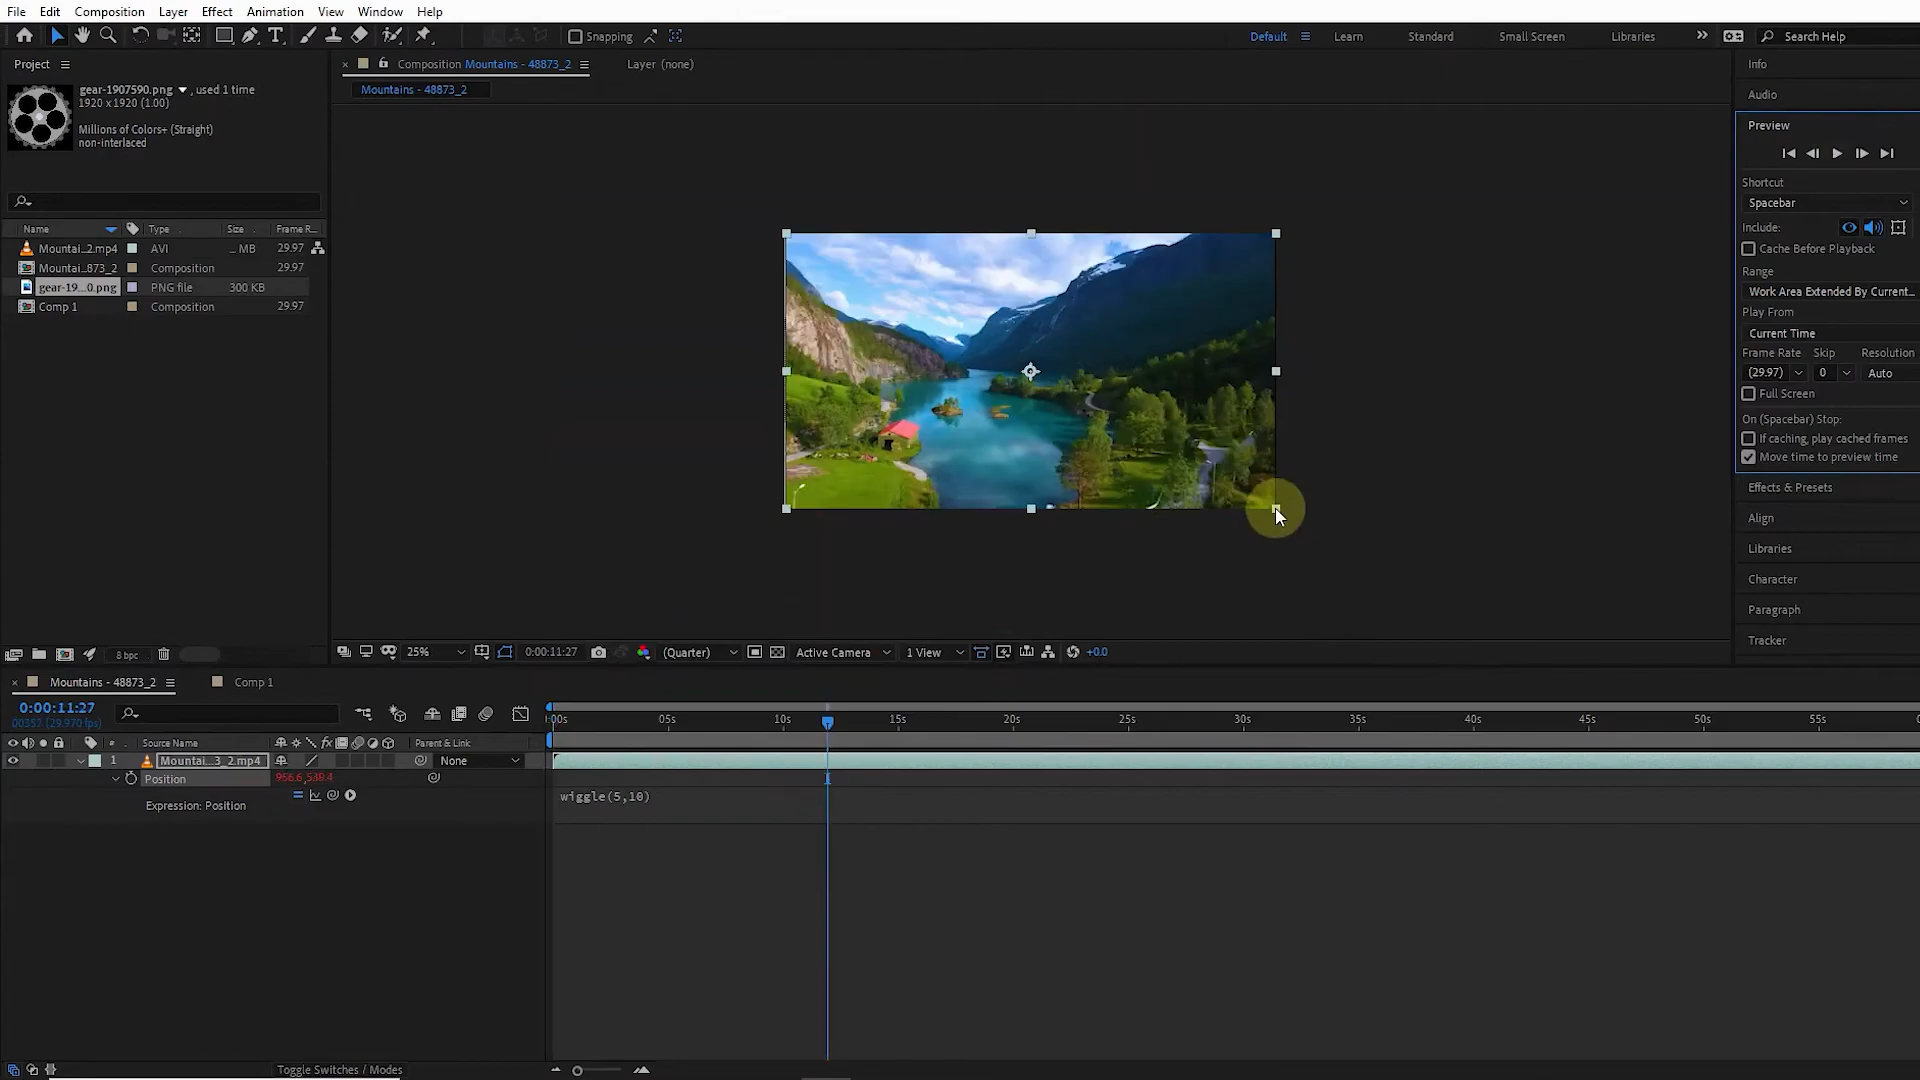 File Edit Composition Layer Effect Animation View Window Help
Snapping
Default Learn Standard Small Screen Libraries Search Help
Project
gear-1907590.png , used 1 time
1920 x 1920 (1.00)
Millions of Colors+ (Straight)
non-interlaced
Name Type Size Frame R...
Mountai..2.mp4 AVI ... MB 29.97
Mountai..873_2 Composition 29.97
gear-19...0.png PNG file 300 KB
Comp 1 Composition 29.97
8 bpc
Composition Mountains - 48873_2
Layer (none)
Mountains - 48873_2
25% 0:00:11:27 (Quarter) Active Camera 1 View +0.0
Info
Audio
Preview
Shortcut
Spacebar
Include:
Cache Before Playback
Range
Work Area Extended By Current...
Play From
Current Time
Frame Rate Skip Resolution
(29.97) 0 Auto
Full Screen
On (Spacebar) Stop:
If caching, play cached frames
Move time to preview time
Effects & Presets
Align
Libraries
Character
Paragraph
Tracker
Mountains - 48873_2 Comp 1
0:00:11:27
00357 (29.970 fps)
:00s 05s 10s 15s 20s 25s 30s 35s 40s 45s 50s 55s
# Source Name fx Parent & Link
1 Mountai...3_2.mp4 None
Position
Expression: Position
wiggle(5,10)
Toggle Switches / Modes